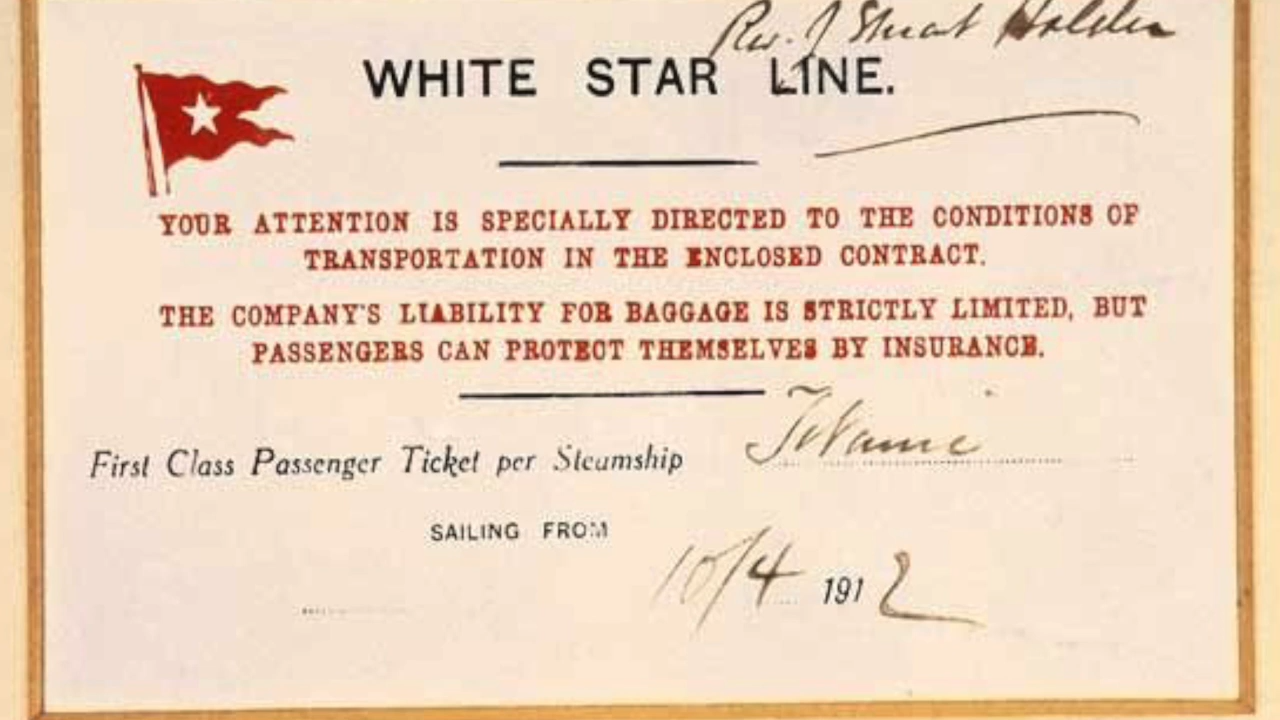 Rev. J Stuart Holden
WHITE STAR LINE.
YOUR ATTENTION IS SPECIALLY DIRECTED TO THE CONDITIONS OF
TRANSPORTATION IN THE ENCLOSED CONTRACT.
THE COMPANY'S LIABILITY FOR BAGGAGE IS STRICTLY LIMITED, BUT
PASSENGERS CAN PROTECT THEMSELVES BY INSURANCE.
First Class Passenger Ticket per Steamship Titanic
SAILING FROM
10/4 1912